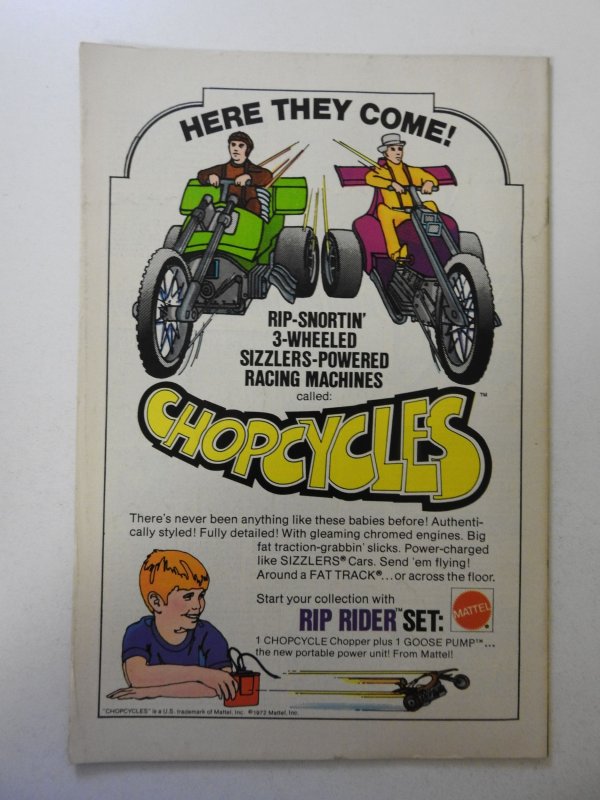 HERE THEY COME!
RIP-SNORTIN'
3-WHEELED
SIZZLERS-POWERED
RACING MACHINES
called:
CHOPCYCLES™
There's never been anything like these babies before! Authenti-
cally styled! Fully detailed! With gleaming chromed engines. Big
fat traction-grabbin' slicks. Power-charged
like SIZZLERS® Cars. Send 'em flying!
Around a FAT TRACK®...or across the floor.
Start your collection with
RIP RIDER™ SET:
MATTEL®
1 CHOPCYCLE Chopper plus 1 GOOSE PUMP™...
the new portable power unit! From Mattel!
"CHOPCYCLES" is a U.S. trademark of Mattel, Inc. ©1972 Mattel, Inc.